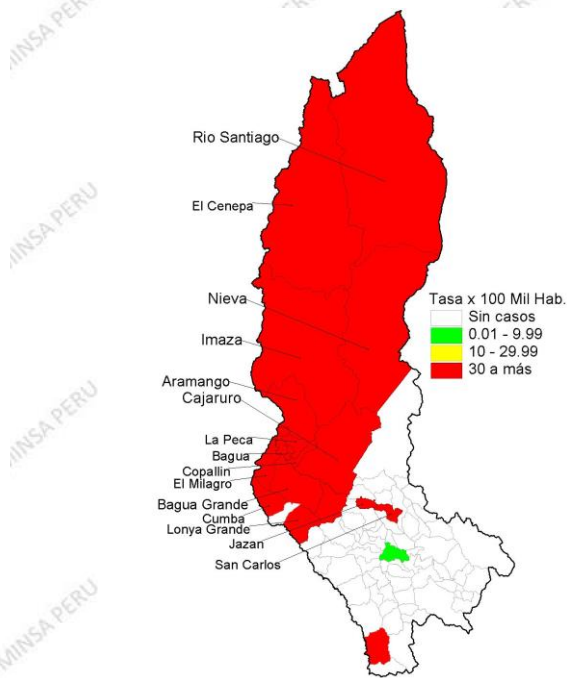 MINSA PERU
Rio Santiago
El Cenepa
MINSA PERU
Nieva
Tasa x 100 Mil Hab.
Sin casos
0.01 - 9.99
10 - 29.99
30 a más
Imaza
Aramango
Cajaruro
MINSA PERU
La Peca
Bagua
Copallin
El Milagro
Bagua Grande
Cumba
Lonya Grande
Jazan
San Carlos
MINSA PERU